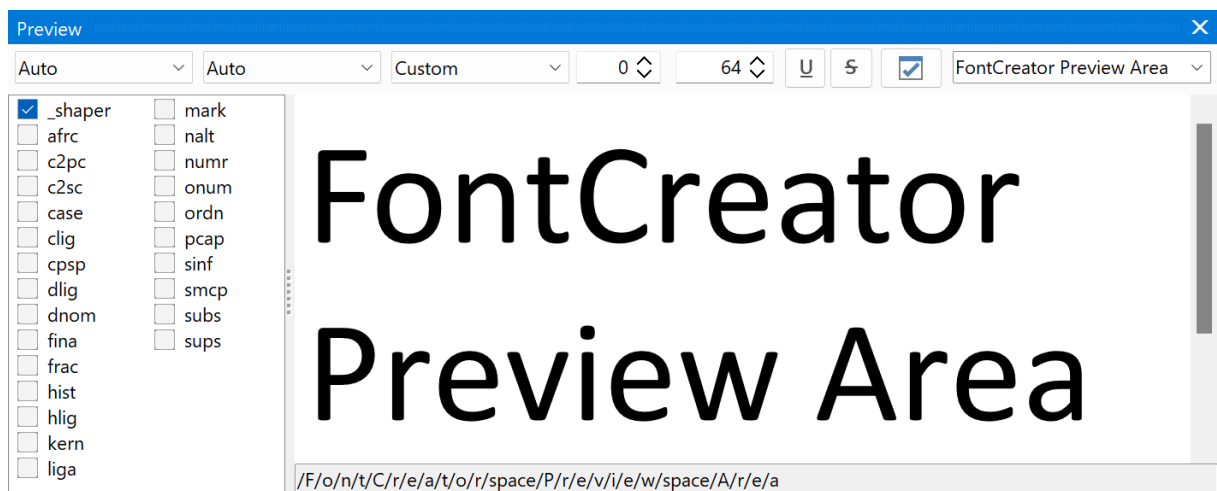 Preview
Auto Auto Custom 0 64 U S FontCreator Preview Area
_shaper mark
afrc nalt
c2pc numr
c2sc onum
case ordn
clig pcap
cpsp sinf
dlig smcp
dnom subs
fina sups
frac
hist
hlig
kern
liga
FontCreator
Preview Area
/F/o/n/t/C/r/e/a/t/o/r/space/P/r/e/v/i/e/w/space/A/r/e/a